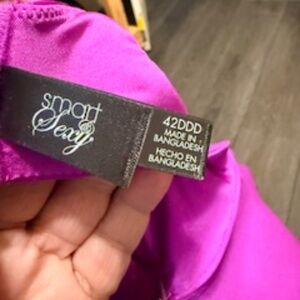 smart
& Sexy
42DDD
MADE IN
BANGLADESH
HECHO EN
BANGLADESH